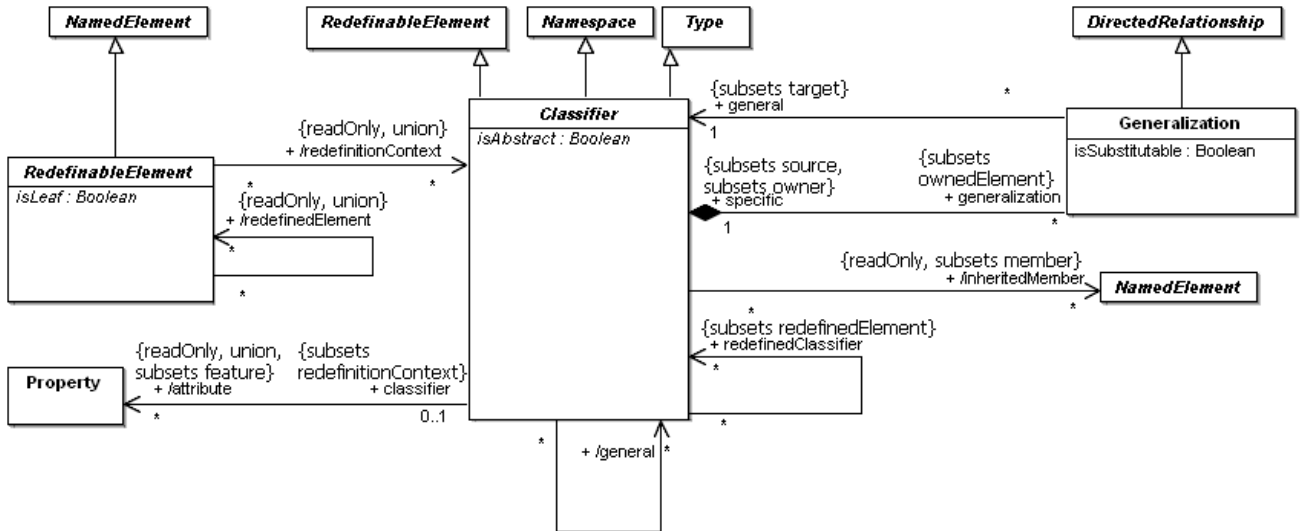 NamedElement
RedefinableElement
Namespace
Type
DirectedRelationship
{subsets target}
+ general
*
1
Classifier
isAbstract : Boolean
Generalization
isSubstitutable : Boolean
{readOnly, union}
+ /redefinitionContext
*
*
RedefinableElement
isLeaf : Boolean
{readOnly, union}
+ /redefinedElement
*
*
{subsets source,
subsets owner}
+ specific
1
{subsets
ownedElement}
+ generalization
*
{readOnly, subsets member}
+ /inheritedMember
*
*
NamedElement
{subsets redefinedElement}
+ redefinedClassifier
*
*
Property
{readOnly, union,
subsets feature}
+ /attribute
*
{subsets
redefinitionContext}
+ classifier
0..1
*
+ /general
*